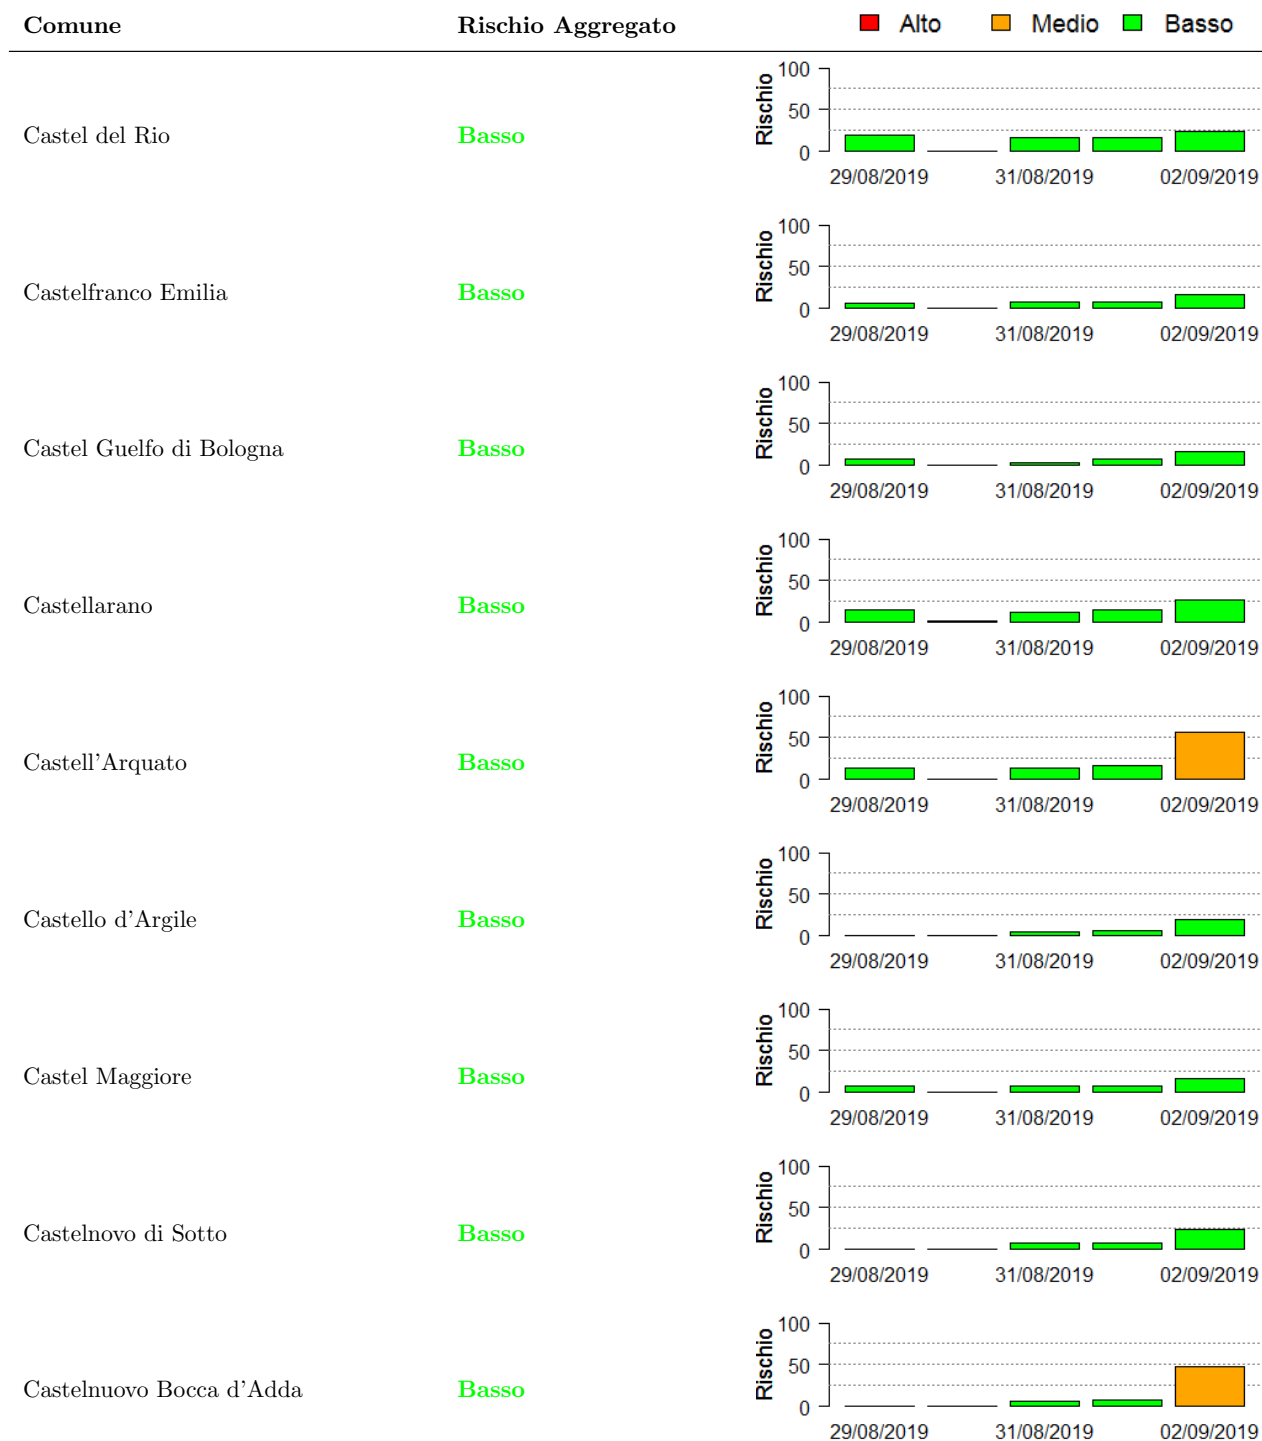 Comune Rischio Aggregato Alto Medio Basso
Castel del Rio Basso Rischio 100 50 0
29/08/2019 31/08/2019 02/09/2019
Castelfranco Emilia Basso Rischio 100 50 0
29/08/2019 31/08/2019 02/09/2019
Castel Guelfo di Bologna Basso Rischio 100 50 0
29/08/2019 31/08/2019 02/09/2019
Castellarano Basso Rischio 100 50 0
29/08/2019 31/08/2019 02/09/2019
Castell'Arquato Basso Rischio 100 50 0
29/08/2019 31/08/2019 02/09/2019
Castello d'Argile Basso Rischio 100 50 0
29/08/2019 31/08/2019 02/09/2019
Castel Maggiore Basso Rischio 100 50 0
29/08/2019 31/08/2019 02/09/2019
Castelnovo di Sotto Basso Rischio 100 50 0
29/08/2019 31/08/2019 02/09/2019
Castelnuovo Bocca d'Adda Basso Rischio 100 50 0
29/08/2019 31/08/2019 02/09/2019